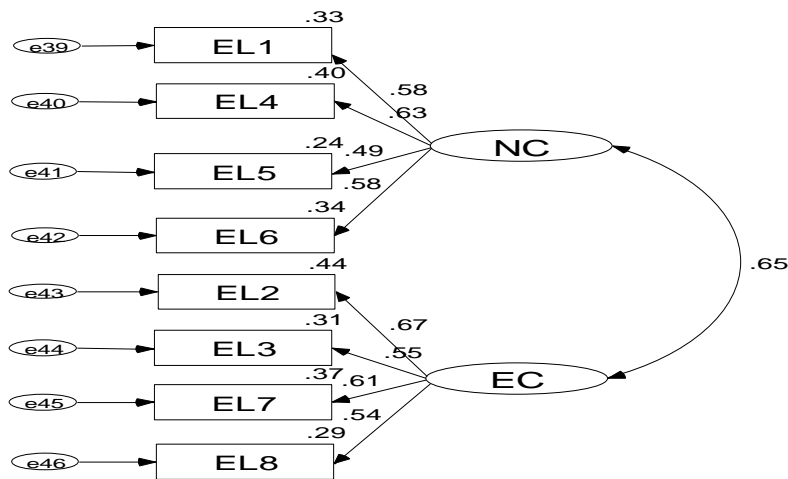 .33
e39 EL1
.58
.40
e40 EL4
.63
NC
.24
.49
e41 EL5
.58
.34
e42 EL6
.65
.44
e43 EL2
.67
.31
e44 EL3
.55
EC
.37
.61
e45 EL7
.54
.29
e46 EL8